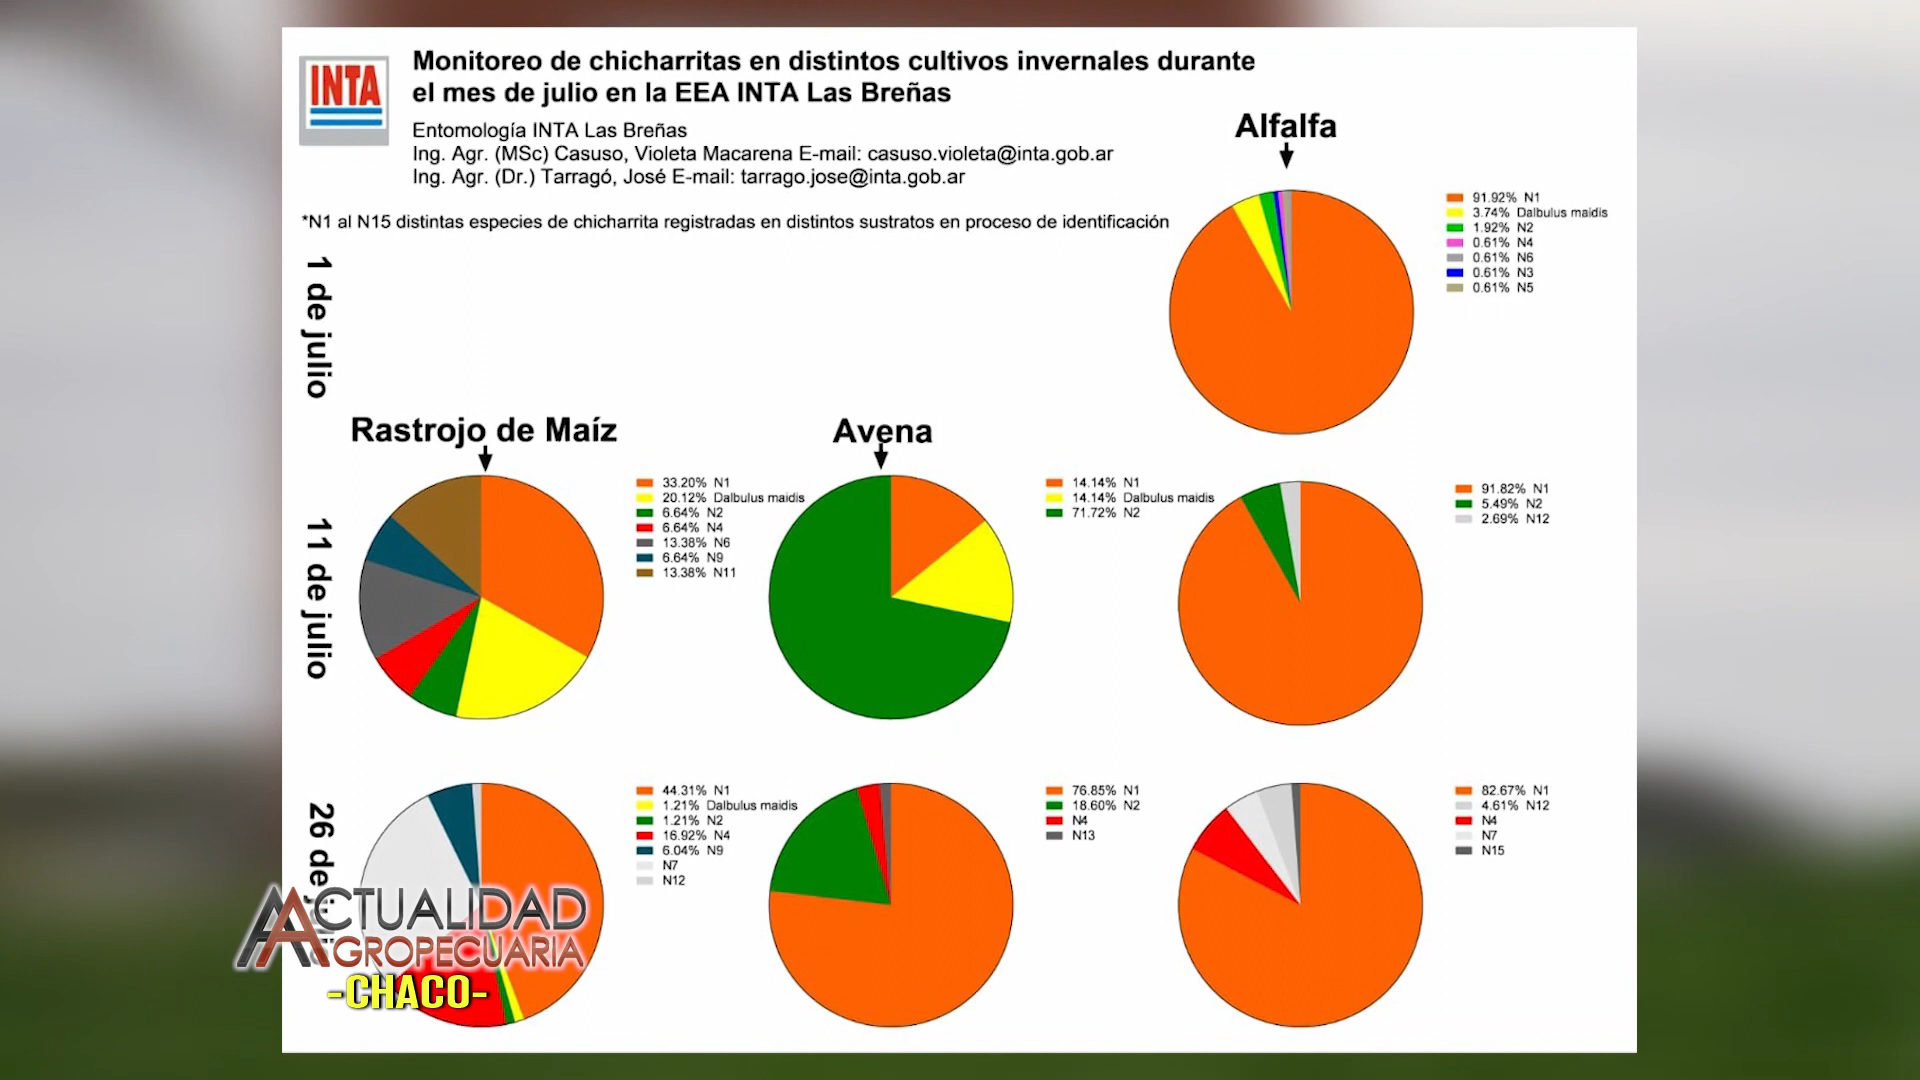 INTA
Monitoreo de chicharritas en distintos cultivos invernales durante
el mes de julio en la EEA INTA Las Breñas
Entomología INTA Las Breñas
Ing. Agr. (MSc) Casuso, Violeta Macarena E-mail: casuso.violeta@inta.gob.ar
Ing. Agr. (Dr.) Tarragó, José E-mail: tarrago.jose@inta.gob.ar
*N1 al N15 distintas especies de chicharrita registradas en distintos sustratos en proceso de identificación
Alfalfa
1 de julio
91.92% N1
3.74% Dalbulus maidis
1.92% N2
0.61% N4
0.61% N6
0.61% N3
0.61% N5
Rastrojo de Maíz
Avena
11 de julio
33.20% N1
20.12% Dalbulus maidis
6.64% N2
6.64% N4
13.38% N6
6.64% N9
13.38% N11
14.14% N1
14.14% Dalbulus maidis
71.72% N2
91.82% N1
5.49% N2
2.69% N12
26 de
44.31% N1
1.21% Dalbulus maidis
1.21% N2
16.92% N4
6.04% N9
N7
N12
76.85% N1
18.60% N2
N4
N13
82.67% N1
4.61% N12
N4
N7
N15
ACTUALIDAD
AGROPECUARIA
-CHACO-